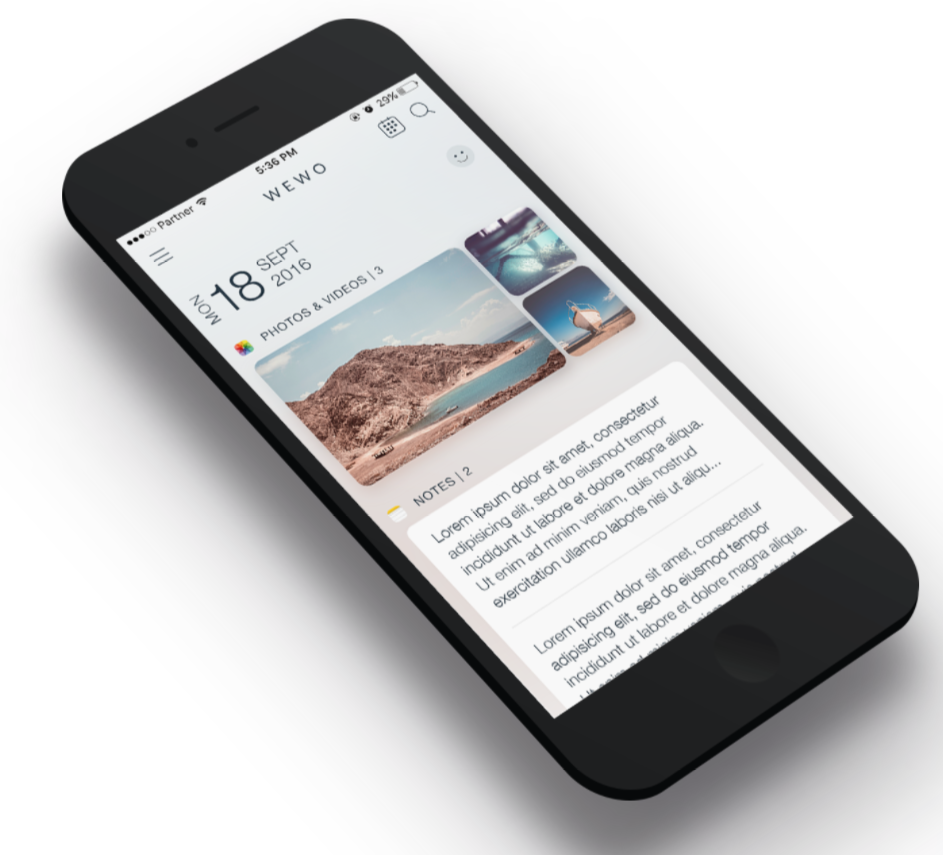 ●●●○○ Partner 5:36 PM 29%
W E W O
MON 18 SEPT
2016
PHOTOS & VIDEOS | 3
NOTES | 2
Lorem ipsum dolor sit amet, consectetur
adipisicing elit, sed do eiusmod tempor
incididunt ut labore et dolore magna aliqua.
Ut enim ad minim veniam, quis nostrud
exercitation ullamco laboris nisi ut aliqu...
Lorem ipsum dolor sit amet, consectetur
adipisicing elit, sed do eiusmod tempor
incididunt ut labore et dolore magna aliqua.